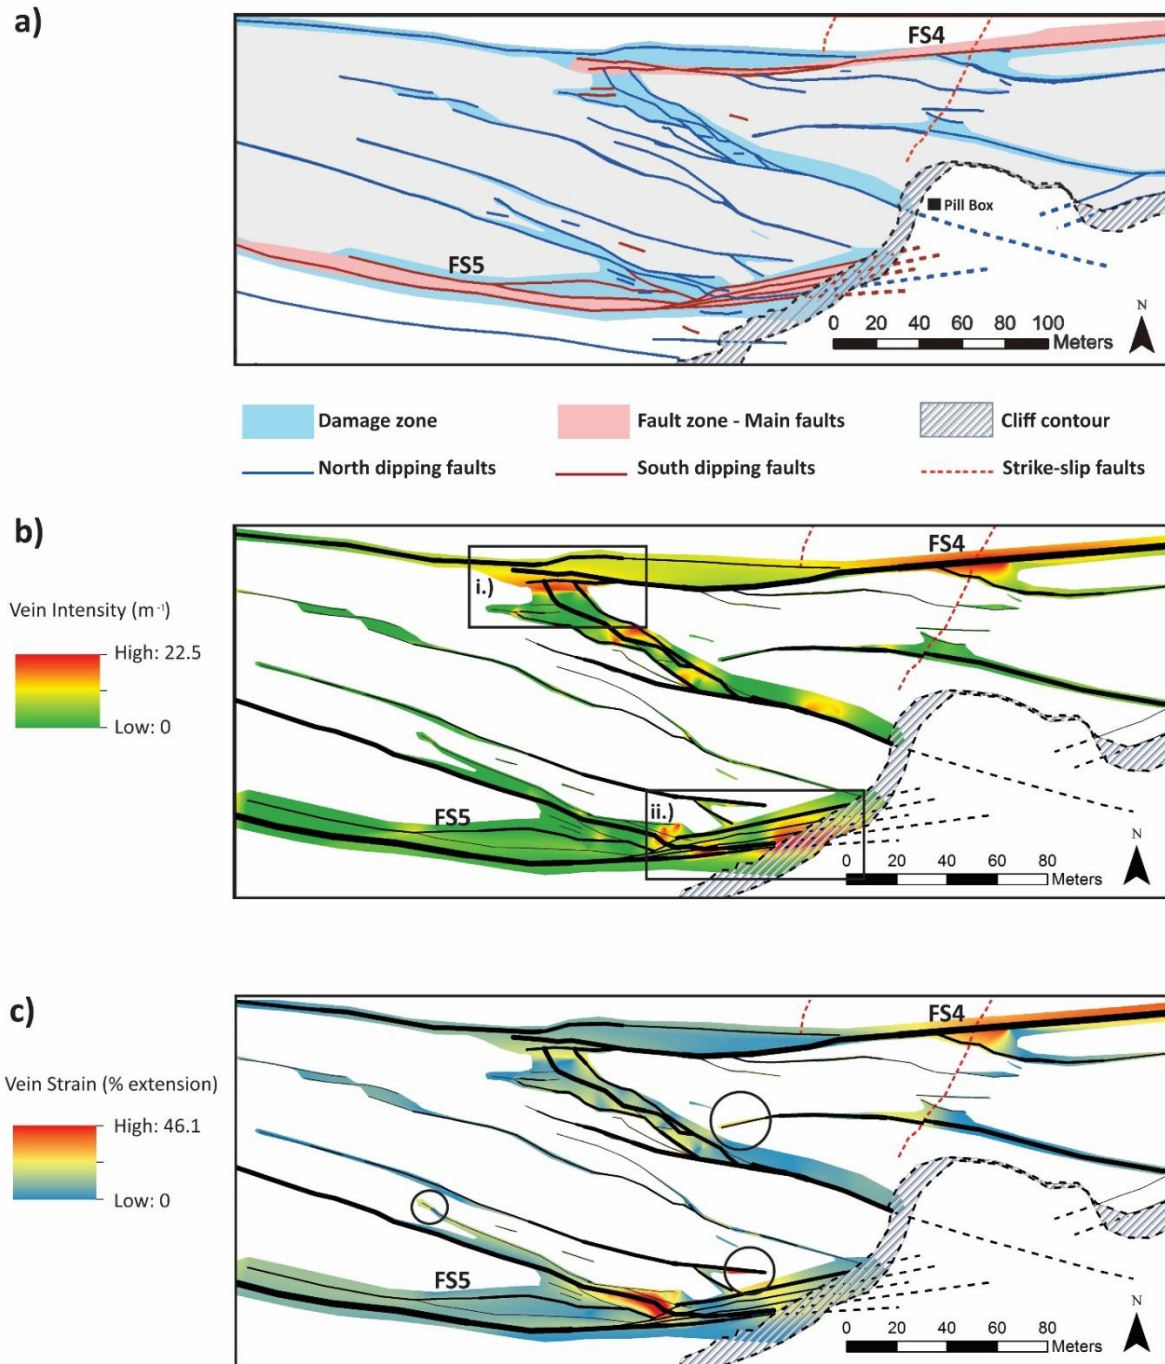 a)
FS4
Pill Box
FS5
N
0 20 40 60 80 100
Meters
Damage zone
Fault zone - Main faults
Cliff contour
North dipping faults
South dipping faults
Strike-slip faults
b)
FS4
i.)
Vein Intensity (m⁻¹)
High: 22.5
Low: 0
FS5
ii.)
N
0 20 40 60 80
Meters
c)
FS4
Vein Strain (% extension)
High: 46.1
Low: 0
FS5
N
0 20 40 60 80
Meters